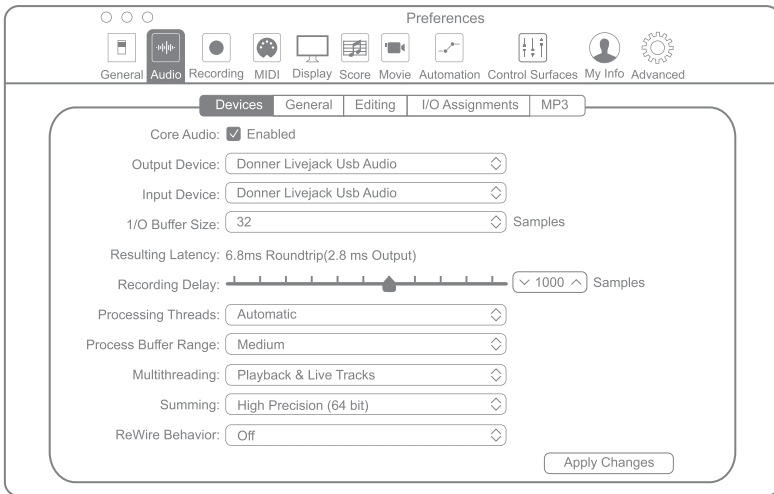 Preferences
General Audio Recording MIDI Display Score Movie Automation Control Surfaces My Info Advanced
Devices General Editing I/O Assignments MP3
Core Audio: Enabled
Output Device: Donner Livejack Usb Audio
Input Device: Donner Livejack Usb Audio
1/O Buffer Size: 32 Samples
Resulting Latency: 6.8ms Roundtrip(2.8 ms Output)
Recording Delay: 1000 Samples
Processing Threads: Automatic
Process Buffer Range: Medium
Multithreading: Playback & Live Tracks
Summing: High Precision (64 bit)
ReWire Behavior: Off
Apply Changes